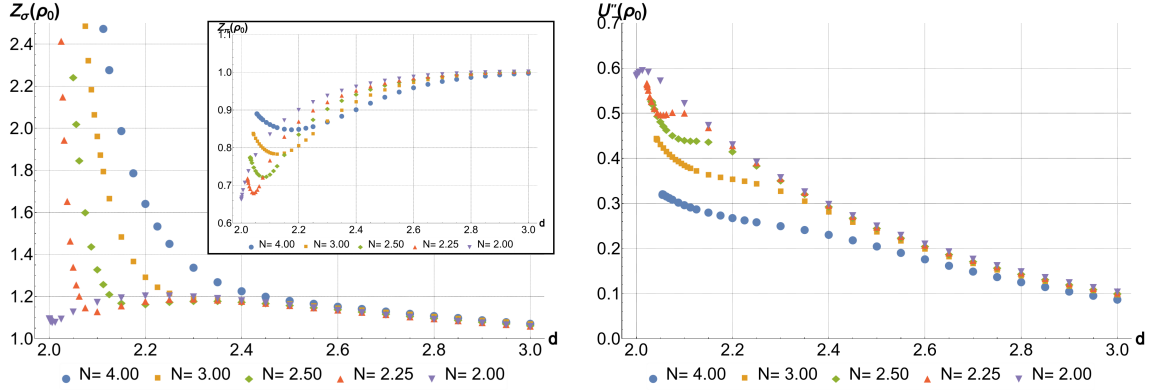 Zσ(ρ0)
2.4
2.2
2.0
1.8
1.6
1.4
1.2
1.0
2.0 2.2 2.4 2.6 2.8 3.0
d
N= 4.00 N= 3.00 N= 2.50 N= 2.25 N= 2.00
Zπ(ρ0)
1.1
1.0
0.9
0.8
0.7
0.6
2.0 2.2 2.4 2.6 2.8 3.0
d
N= 4.00 N= 3.00 N= 2.50 N= 2.25 N= 2.00
U''(ρ0)
0.7
0.6
0.5
0.4
0.3
0.2
0.1
0.0
2.0 2.2 2.4 2.6 2.8 3.0
d
N= 4.00 N= 3.00 N= 2.50 N= 2.25 N= 2.00